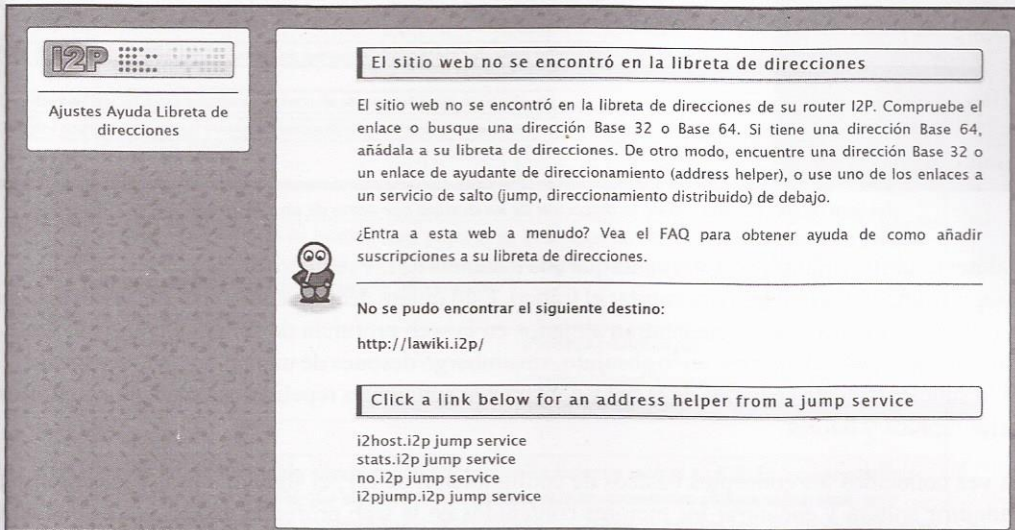 I2P
Ajustes Ayuda Libreta de
direcciones
El sitio web no se encontró en la libreta de direcciones
El sitio web no se encontró en la libreta de direcciones de su router I2P. Compruebe el
enlace o busque una dirección Base 32 o Base 64. Si tiene una dirección Base 64,
añádala a su libreta de direcciones. De otro modo, encuentre una dirección Base 32 o
un enlace de ayudante de direccionamiento (address helper), o use uno de los enlaces a
un servicio de salto (jump, direccionamiento distribuido) de debajo.
¿Entra a esta web a menudo? Vea el FAQ para obtener ayuda de como añadir
suscripciones a su libreta de direcciones.
No se pudo encontrar el siguiente destino:
http://lawiki.i2p/
Click a link below for an address helper from a jump service
i2host.i2p jump service
stats.i2p jump service
no.i2p jump service
i2pjump.i2p jump service